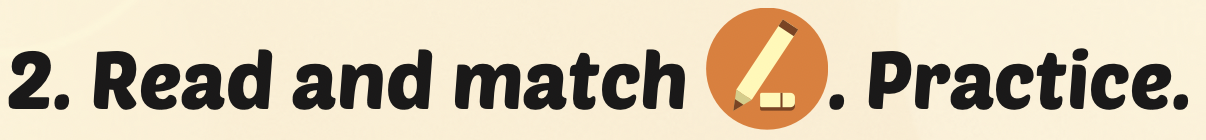 2. Read and match . Practice.